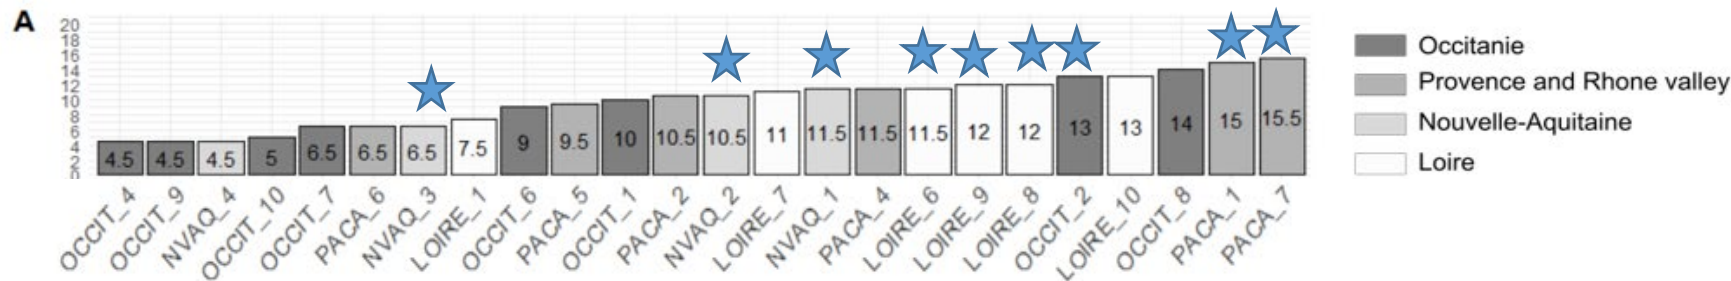 A
20
18
16
14
12
10
8
6
4
2
0
4.5 4.5 4.5 5 6.5 6.5 6.5 7.5 9 9.5 10 10.5 10.5 11 11.5 11.5 11.5 12 12 13 13 14 15 15.5
OCCIT_4 OCCIT_9 NVAQ_4 OCCIT_10 OCCIT_7 PACA_6 NVAQ_3 LOIRE_1 OCCIT_6 PACA_5 OCCIT_1 PACA_2 NVAQ_2 LOIRE_7 NVAQ_1 PACA_4 LOIRE_6 LOIRE_9 LOIRE_8 OCCIT_2 LOIRE_10 OCCIT_8 PACA_1 PACA_7
Occitanie
Provence and Rhone valley
Nouvelle-Aquitaine
Loire